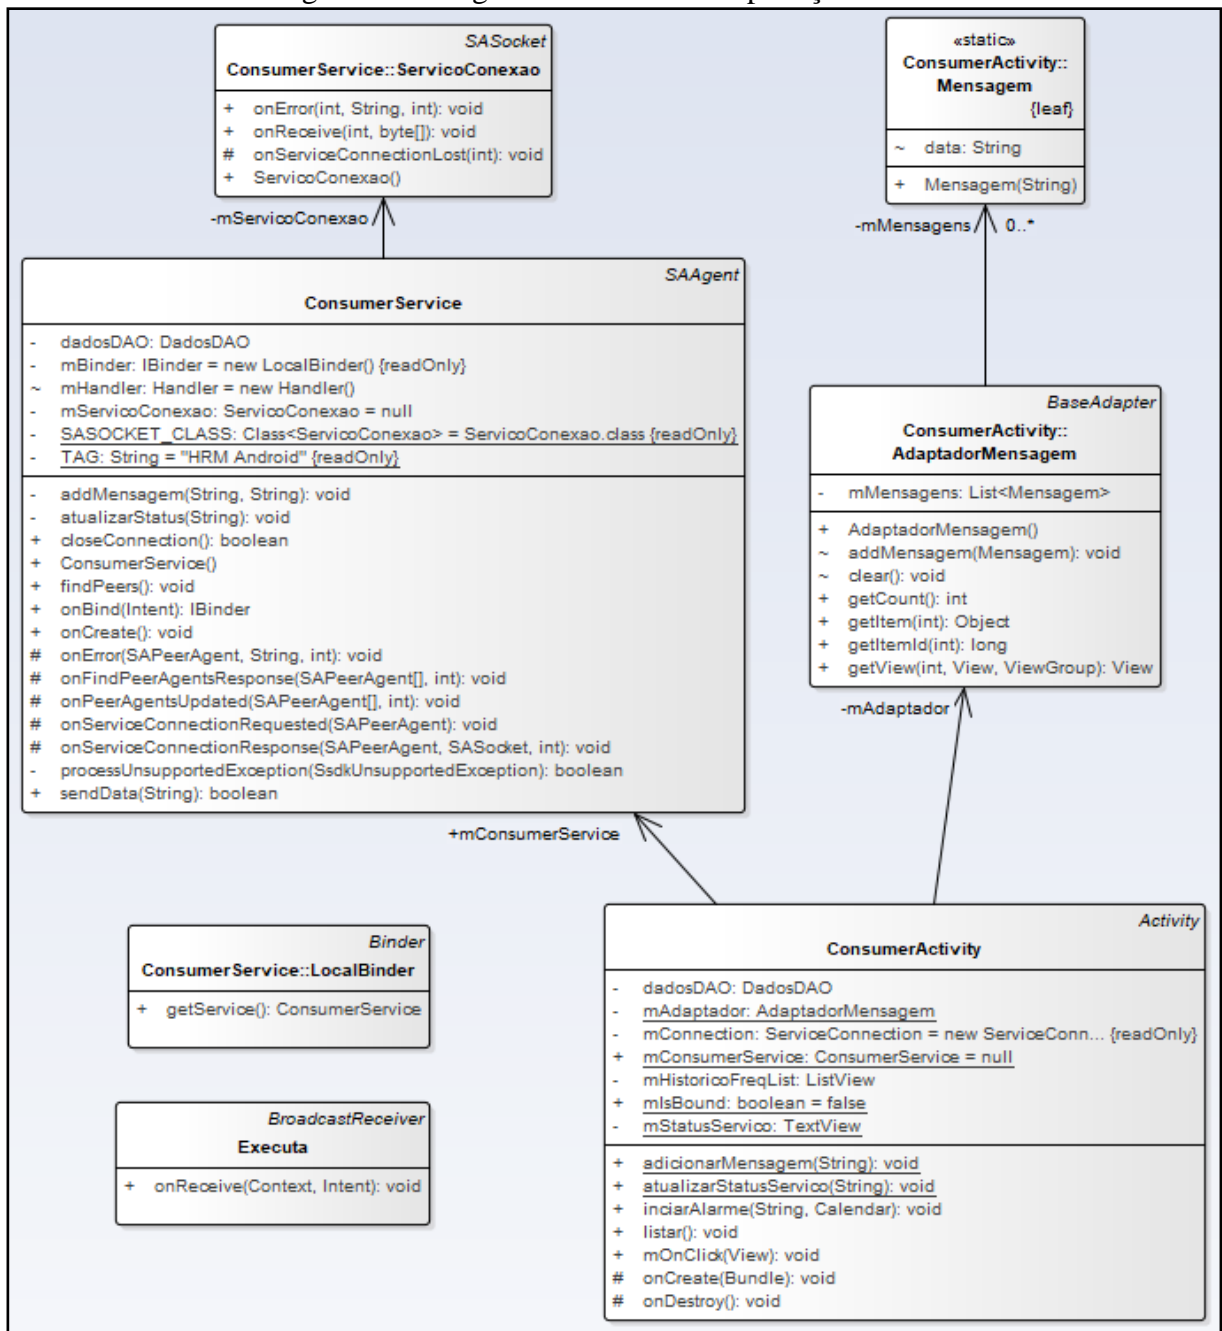 SASocket
ConsumerService::ServicoConexao
+ onError(int, String, int): void
+ onReceive(int, byte[]): void
# onServiceConnectionLost(int): void
+ ServicoConexao()
-mServicoConexao
«static»
ConsumerActivity::
Mensagem
{leaf}
~ data: String
+ Mensagem(String)
-mMensagens
0..*
SAAgent
ConsumerService
- dadosDAO: DadosDAO
- mBinder: IBinder = new LocalBinder() {readOnly}
~ mHandler: Handler = new Handler()
- mServicoConexao: ServicoConexao = null
- SASOCKET_CLASS: Class<ServicoConexao> = ServicoConexao.class {readOnly}
- TAG: String = "HRM Android" {readOnly}
- addMensagem(String, String): void
- atualizarStatus(String): void
+ closeConnection(): boolean
+ ConsumerService()
+ findPeers(): void
+ onBind(Intent): IBinder
+ onCreate(): void
# onError(SAPeerAgent, String, int): void
# onFindPeerAgentsResponse(SAPeerAgent[], int): void
# onPeerAgentsUpdated(SAPeerAgent[], int): void
# onServiceConnectionRequested(SAPeerAgent): void
# onServiceConnectionResponse(SAPeerAgent, SASocket, int): void
- processUnsupportedException(SsdkUnsupportedException): boolean
+ sendData(String): boolean
BaseAdapter
ConsumerActivity::
AdaptadorMensagem
- mMensagens: List<Mensagem>
+ AdaptadorMensagem()
~ addMensagem(Mensagem): void
~ clear(): void
+ getCount(): int
+ getItem(int): Object
+ getItemId(int): long
+ getView(int, View, ViewGroup): View
-mAdaptador
+mConsumerService
Binder
ConsumerService::LocalBinder
+ getService(): ConsumerService
BroadcastReceiver
Executa
+ onReceive(Context, Intent): void
Activity
ConsumerActivity
- dadosDAO: DadosDAO
- mAdaptador: AdaptadorMensagem
- mConnection: ServiceConnection = new ServiceConn... {readOnly}
+ mConsumerService: ConsumerService = null
- mHistoricoFreqList: ListView
+ mIsBound: boolean = false
- mStatusServico: TextView
+ adicionarMensagem(String): void
+ atualizarStatusServico(String): void
+ inciarAlarme(String, Calendar): void
+ listar(): void
+ mOnClick(View): void
# onCreate(Bundle): void
# onDestroy(): void